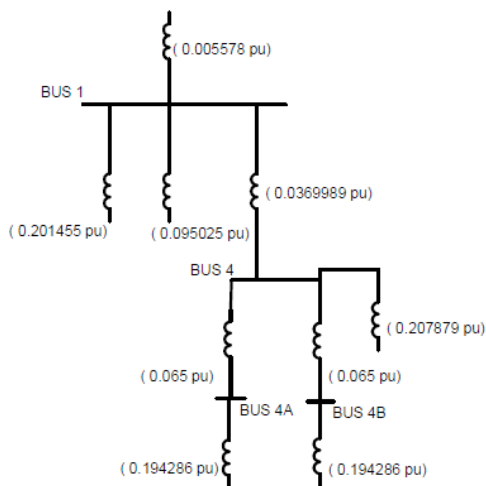 ( 0.005578 pu)
BUS 1
( 0.0369989 pu)
( 0.201455 pu)
( 0.095025 pu)
BUS 4
( 0.207879 pu)
( 0.065 pu)
( 0.065 pu)
BUS 4A
BUS 4B
( 0.194286 pu)
( 0.194286 pu)